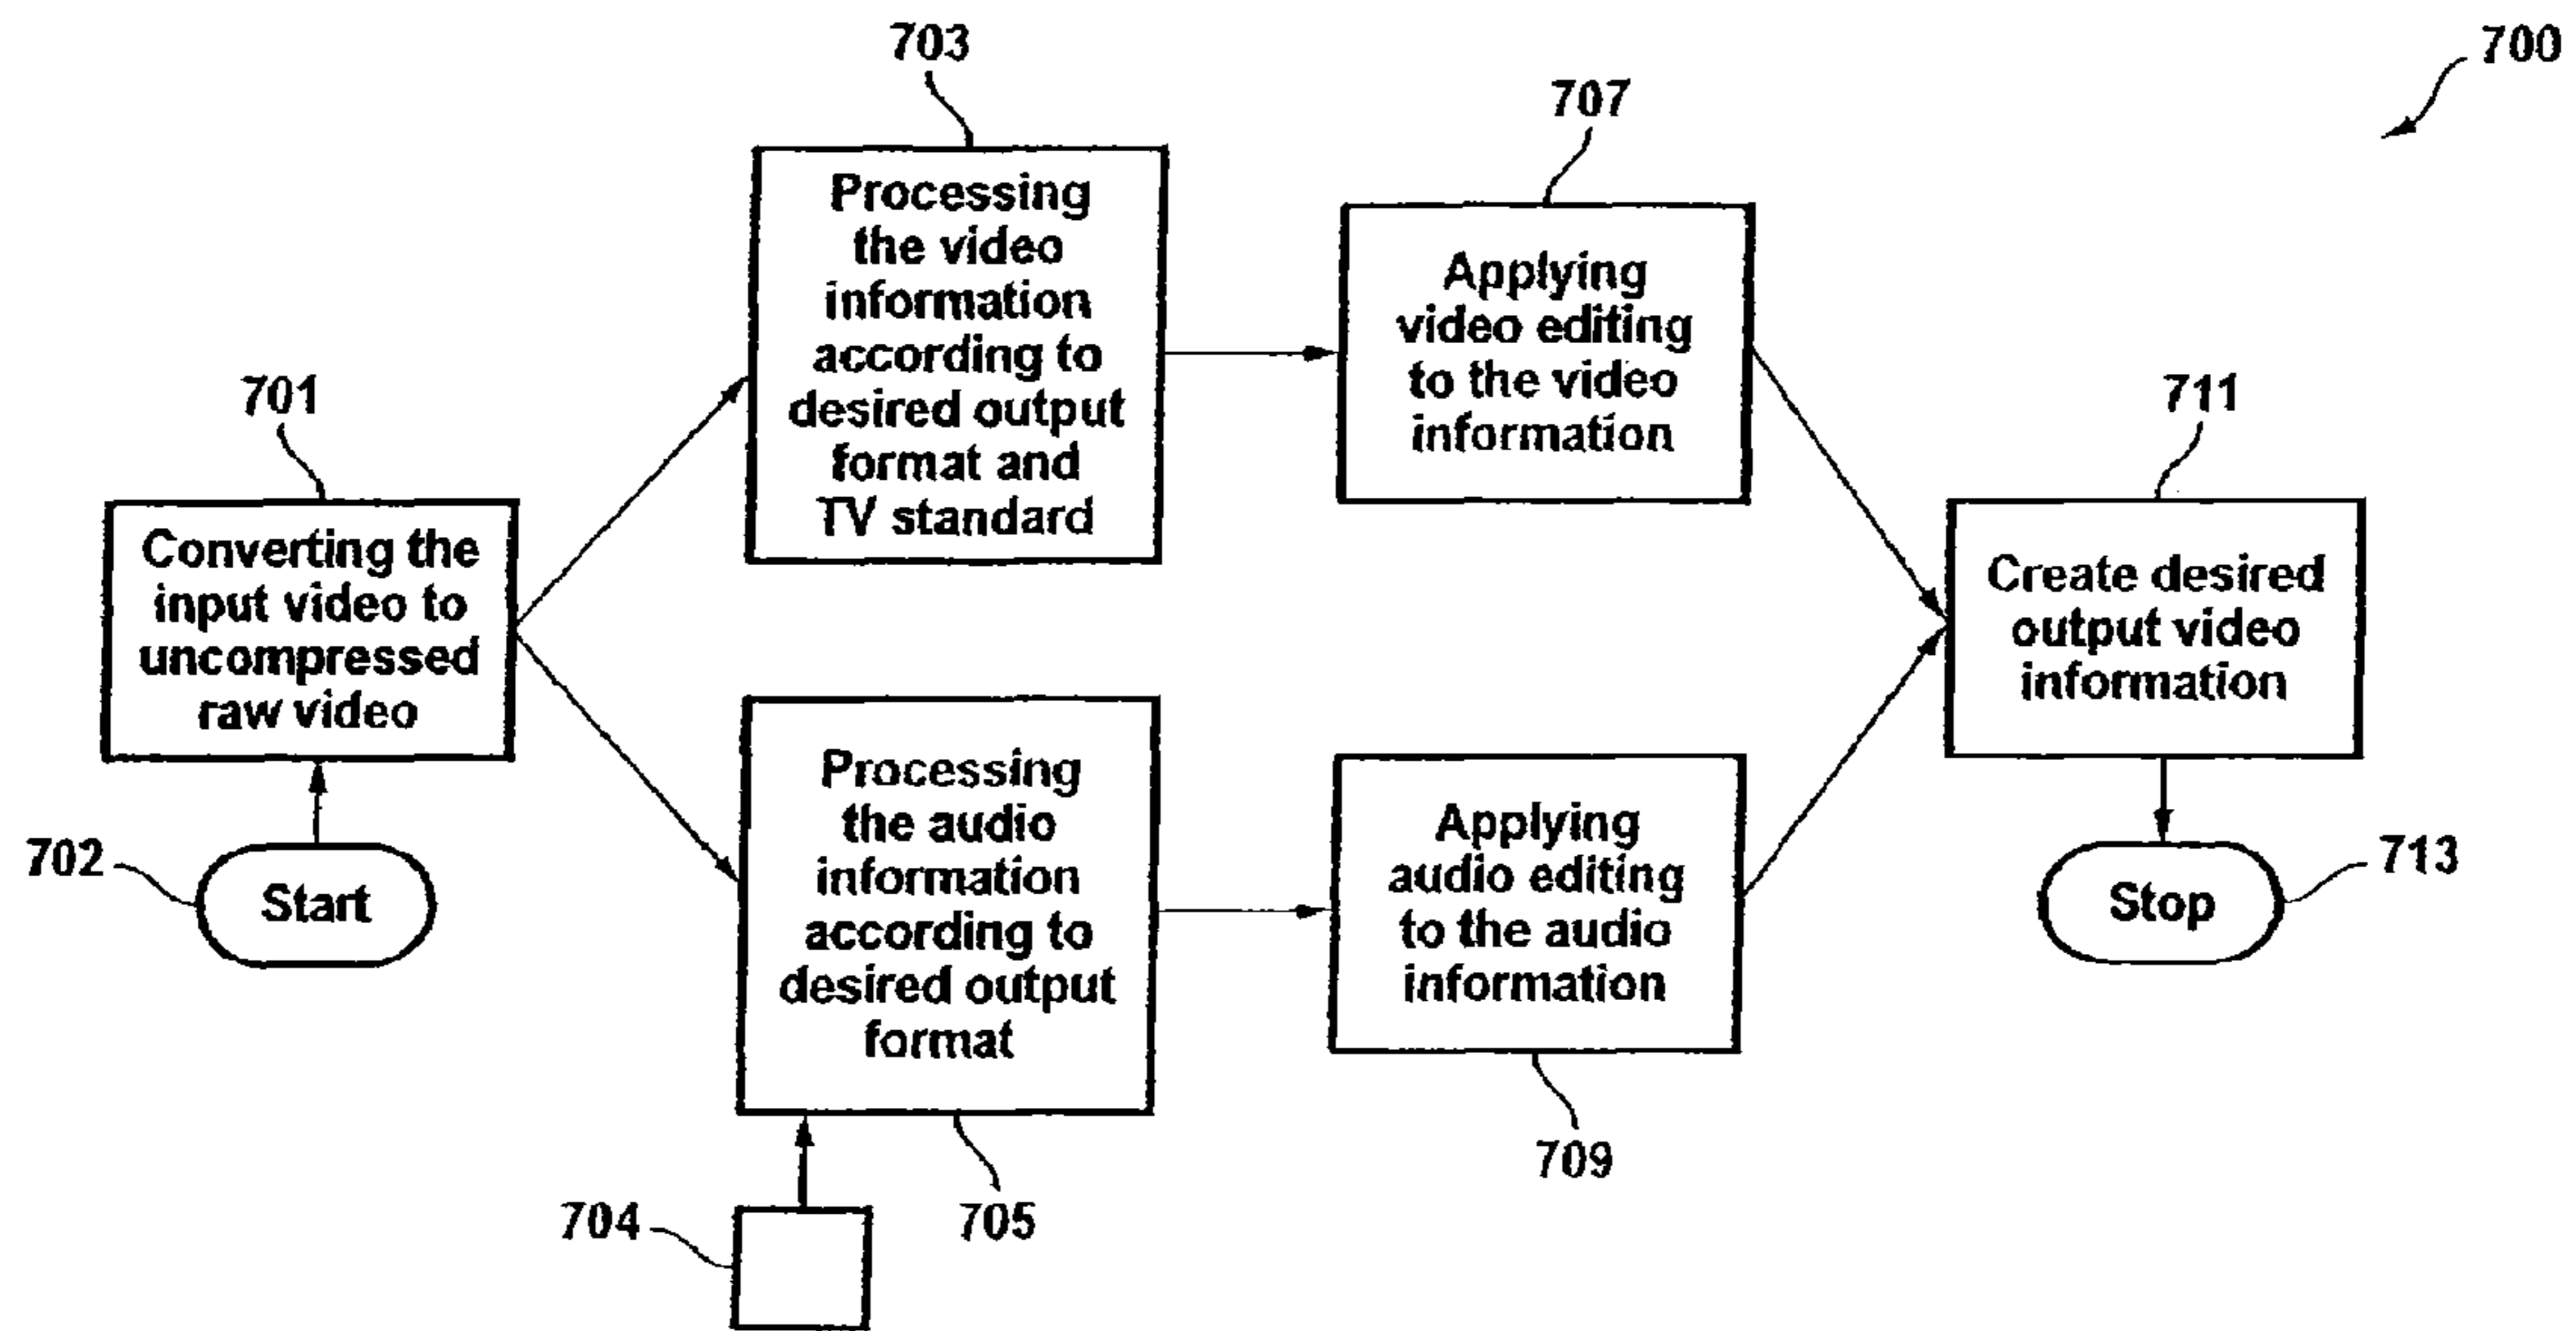 700
703
Processing
the video
information
according to
desired output
format and
TV standard
707
Applying
video editing
to the video
information
701
Converting the
input video to
uncompressed
raw video
702
Start
Processing
the audio
information
according to
desired output
format
705
704
Applying
audio editing
to the audio
information
709
711
Create desired
output video
information
Stop
713